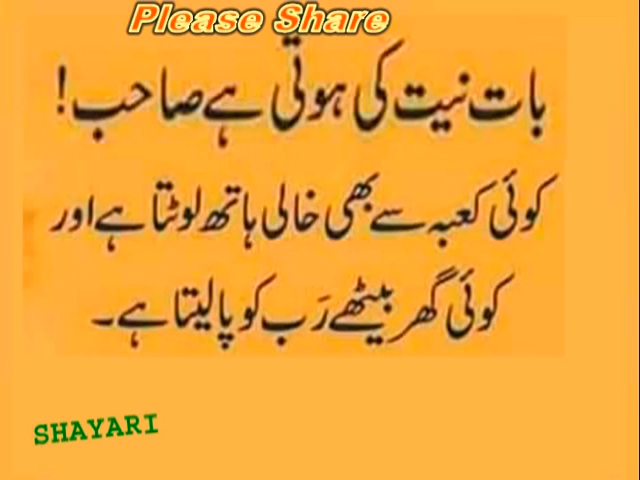 Please Share
بات نیت کی ہوتی ہے صاحب!
کوئی کعبہ سے بھی خالی ہاتھ لوٹتا ہے اور
کوئی گھر بیٹھے رَب کو پا لیتا ہے۔
SHAYARI